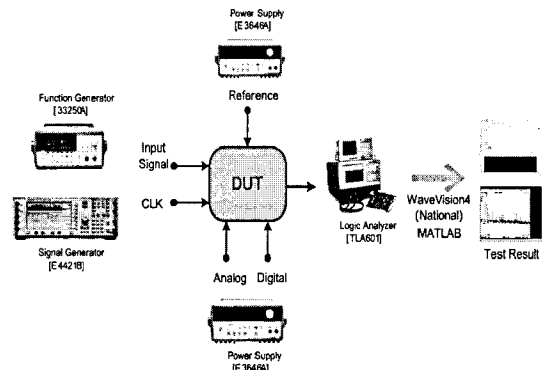 Power Supply
[E3646A]
Reference
Function Generator
[33250A]
Input
Signal
CLK
DUT
Signal Generator
[E4421B]
Logic Analyzer
[TLA601]
WaveVision4
(National)
MATLAB
Test Result
Analog Digital
Power Supply
[E3646A]